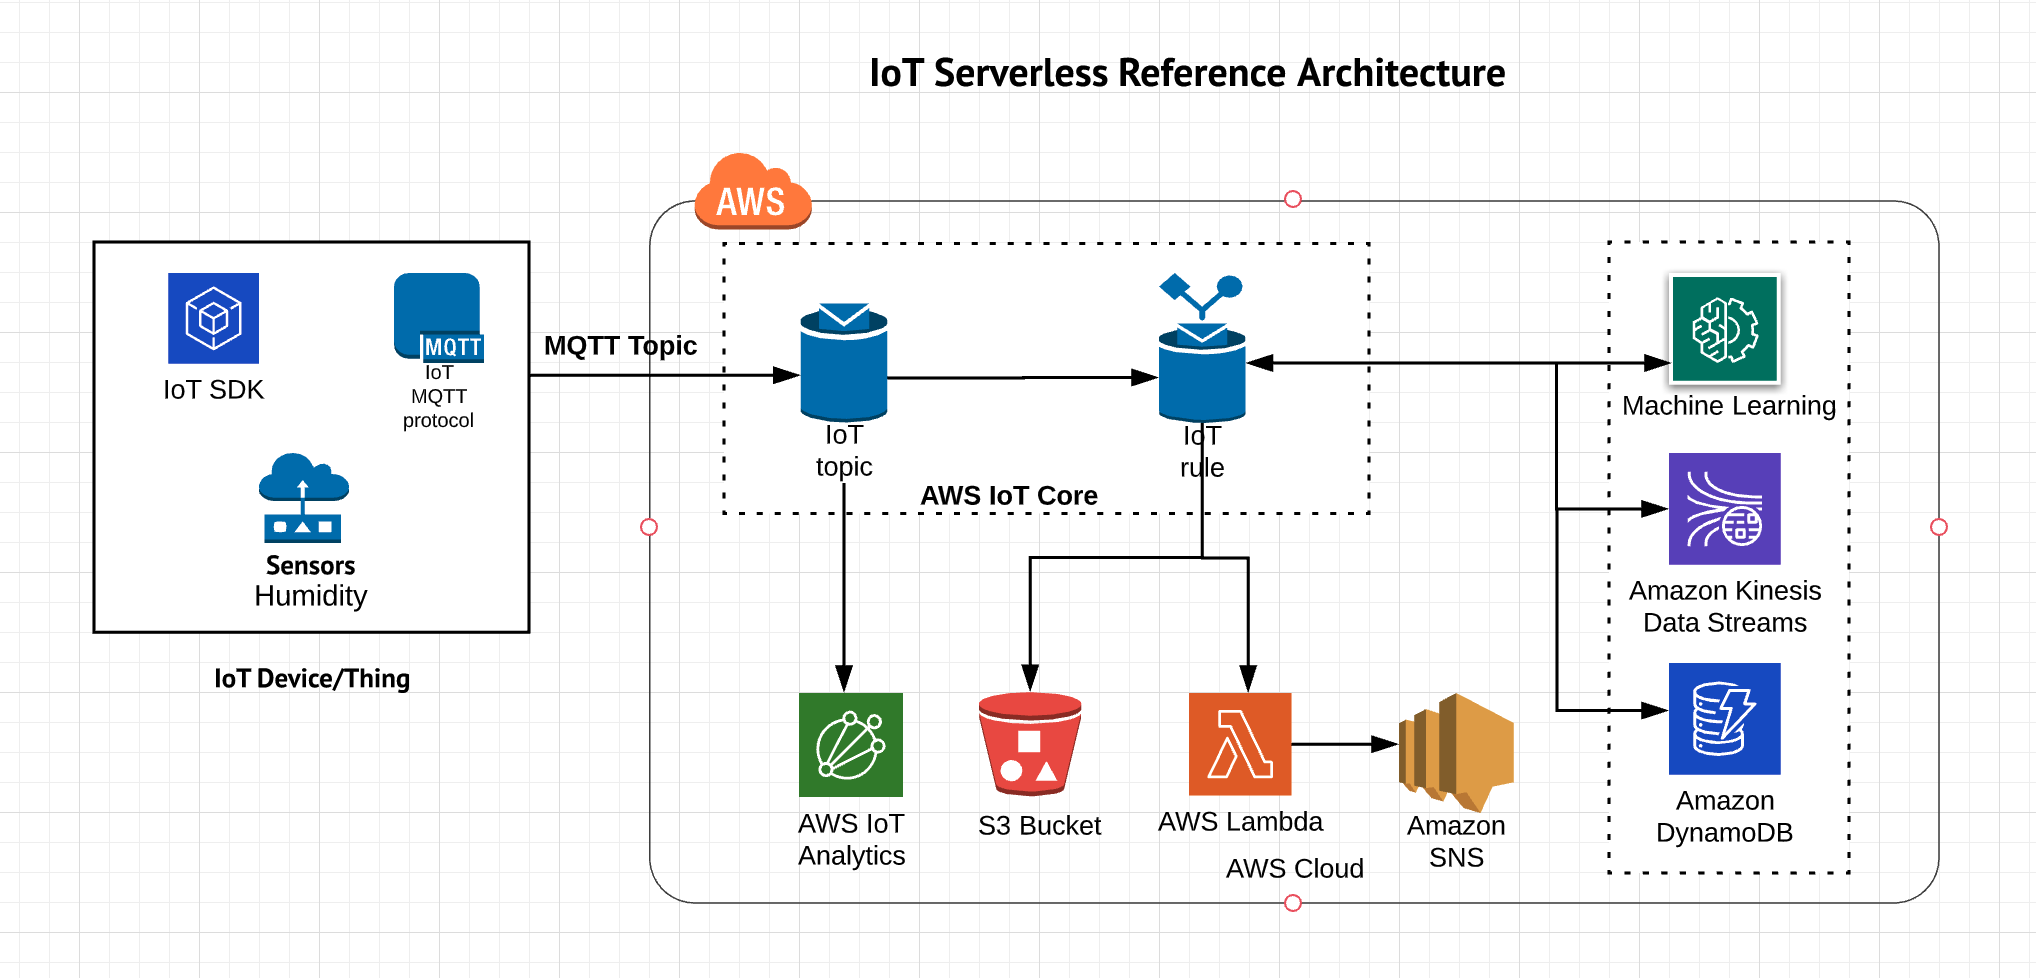 IoT Serverless Reference Architecture
AWS
IoT SDK
MQTT
IoT
MQTT
protocol
Sensors
Humidity
IoT Device/Thing
MQTT Topic
IoT
topic
IoT
rule
AWS IoT Core
Machine Learning
Amazon Kinesis
Data Streams
Amazon
DynamoDB
AWS IoT
Analytics
S3 Bucket
AWS Lambda
Amazon
SNS
AWS Cloud